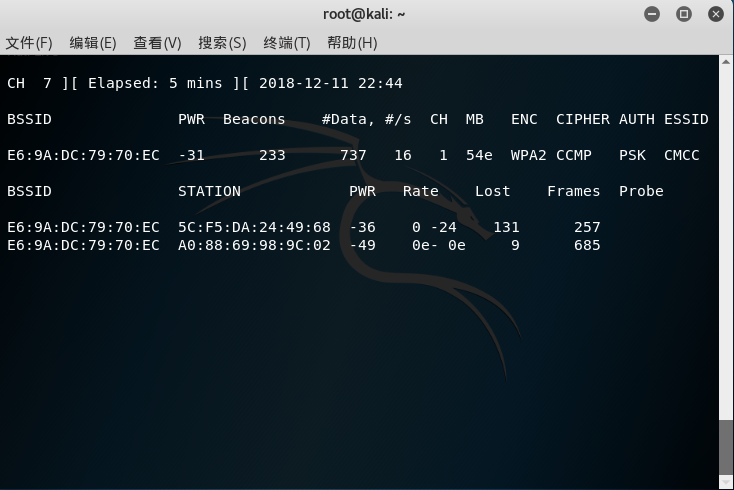 root@kali: ~
文件(F) 编辑(E) 查看(V) 搜索(S) 终端(T) 帮助(H)
CH 7 ][ Elapsed: 5 mins ][ 2018-12-11 22:44
BSSID PWR Beacons #Data, #/s CH MB ENC CIPHER AUTH ESSID
E6:9A:DC:79:70:EC -31 233 737 16 1 54e WPA2 CCMP PSK CMCC
BSSID STATION PWR Rate Lost Frames Probe
E6:9A:DC:79:70:EC 5C:F5:DA:24:49:68 -36 0 -24 131 257
E6:9A:DC:79:70:EC A0:88:69:98:9C:02 -49 0e- 0e 9 685